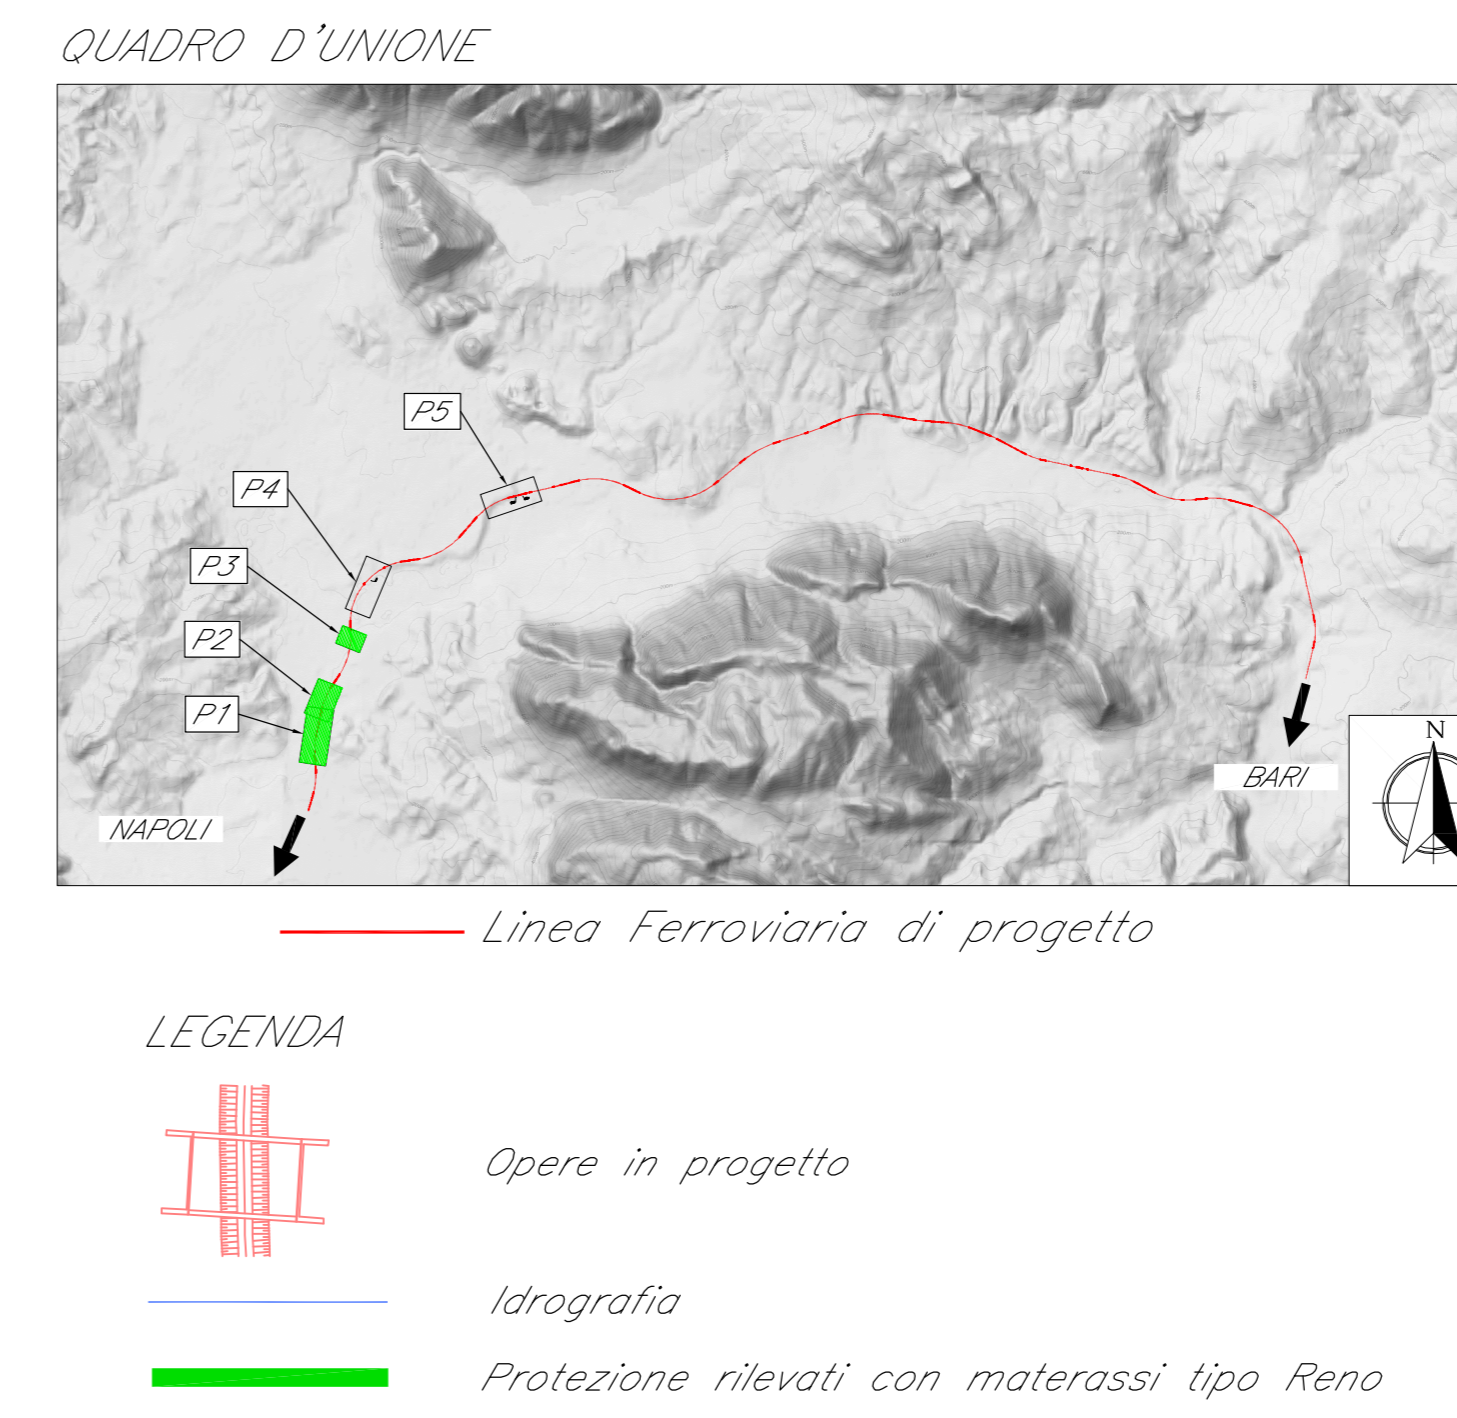 QUADRO D'UNIONE
P5
P4
P3
P2
P1
NAPOLI
BARI
N
Linea Ferroviaria di progetto
LEGENDA
Opere in progetto
Idrografia
Protezione rilevati con materassi tipo Reno